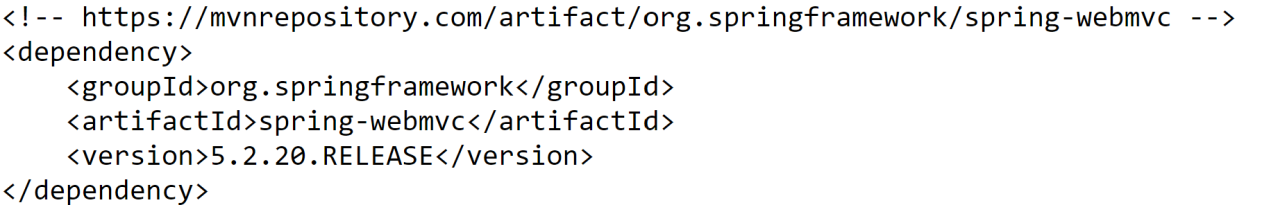 <!-- https://mvnrepository.com/artifact/org.springframework/spring-webmvc -->
<dependency>
    <groupId>org.springframework</groupId>
    <artifactId>spring-webmvc</artifactId>
    <version>5.2.20.RELEASE</version>
</dependency>